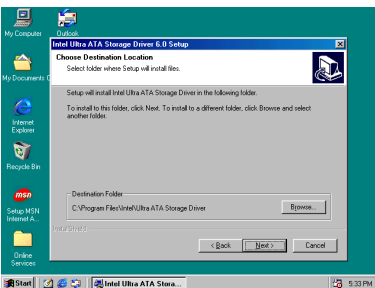 My Computer
Outlook
My Documents
Internet
Explorer
Recycle Bin
msn
Setup MSN
Internet A...
Online
Services
Intel Ultra ATA Storage Driver 6.0 Setup
Choose Destination Location
Select folder where Setup will install files.
Setup will install Intel Ultra ATA Storage Driver in the following folder.
To install to this folder, click Next. To install to a different folder, click Browse and select
another folder.
Destination Folder
C:\Program Files\Intel\Ultra ATA Storage Driver
Browse...
InstallShield
< Back
Next >
Cancel
Start
Intel Ultra ATA Stora...
5:33 PM